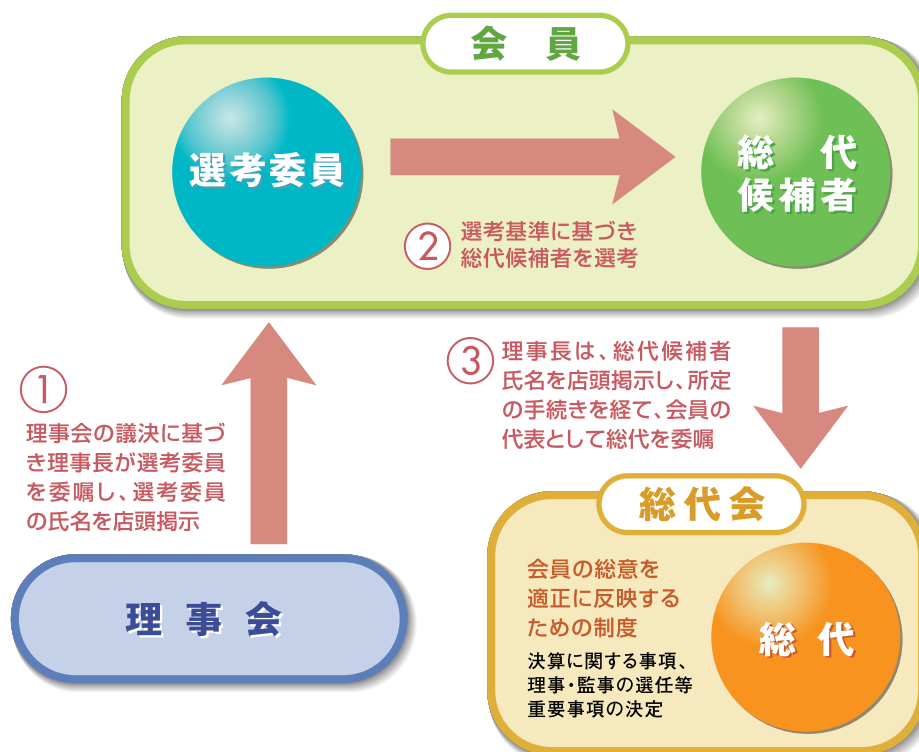 会 員
選考委員
総 代
候補者
②
選考基準に基づき
総代候補者を選考
①
理事会の議決に基づ
き理事長が選考委員
を委嘱し、選考委員
の氏名を店頭掲示
③
理事長は、総代候補者
氏名を店頭掲示し、所定
の手続きを経て、会員の
代表として総代を委嘱
理 事 会
総代会
会員の総意を
適正に反映する
ための制度
決算に関する事項、
理事・監事の選任等
重要事項の決定
総 代